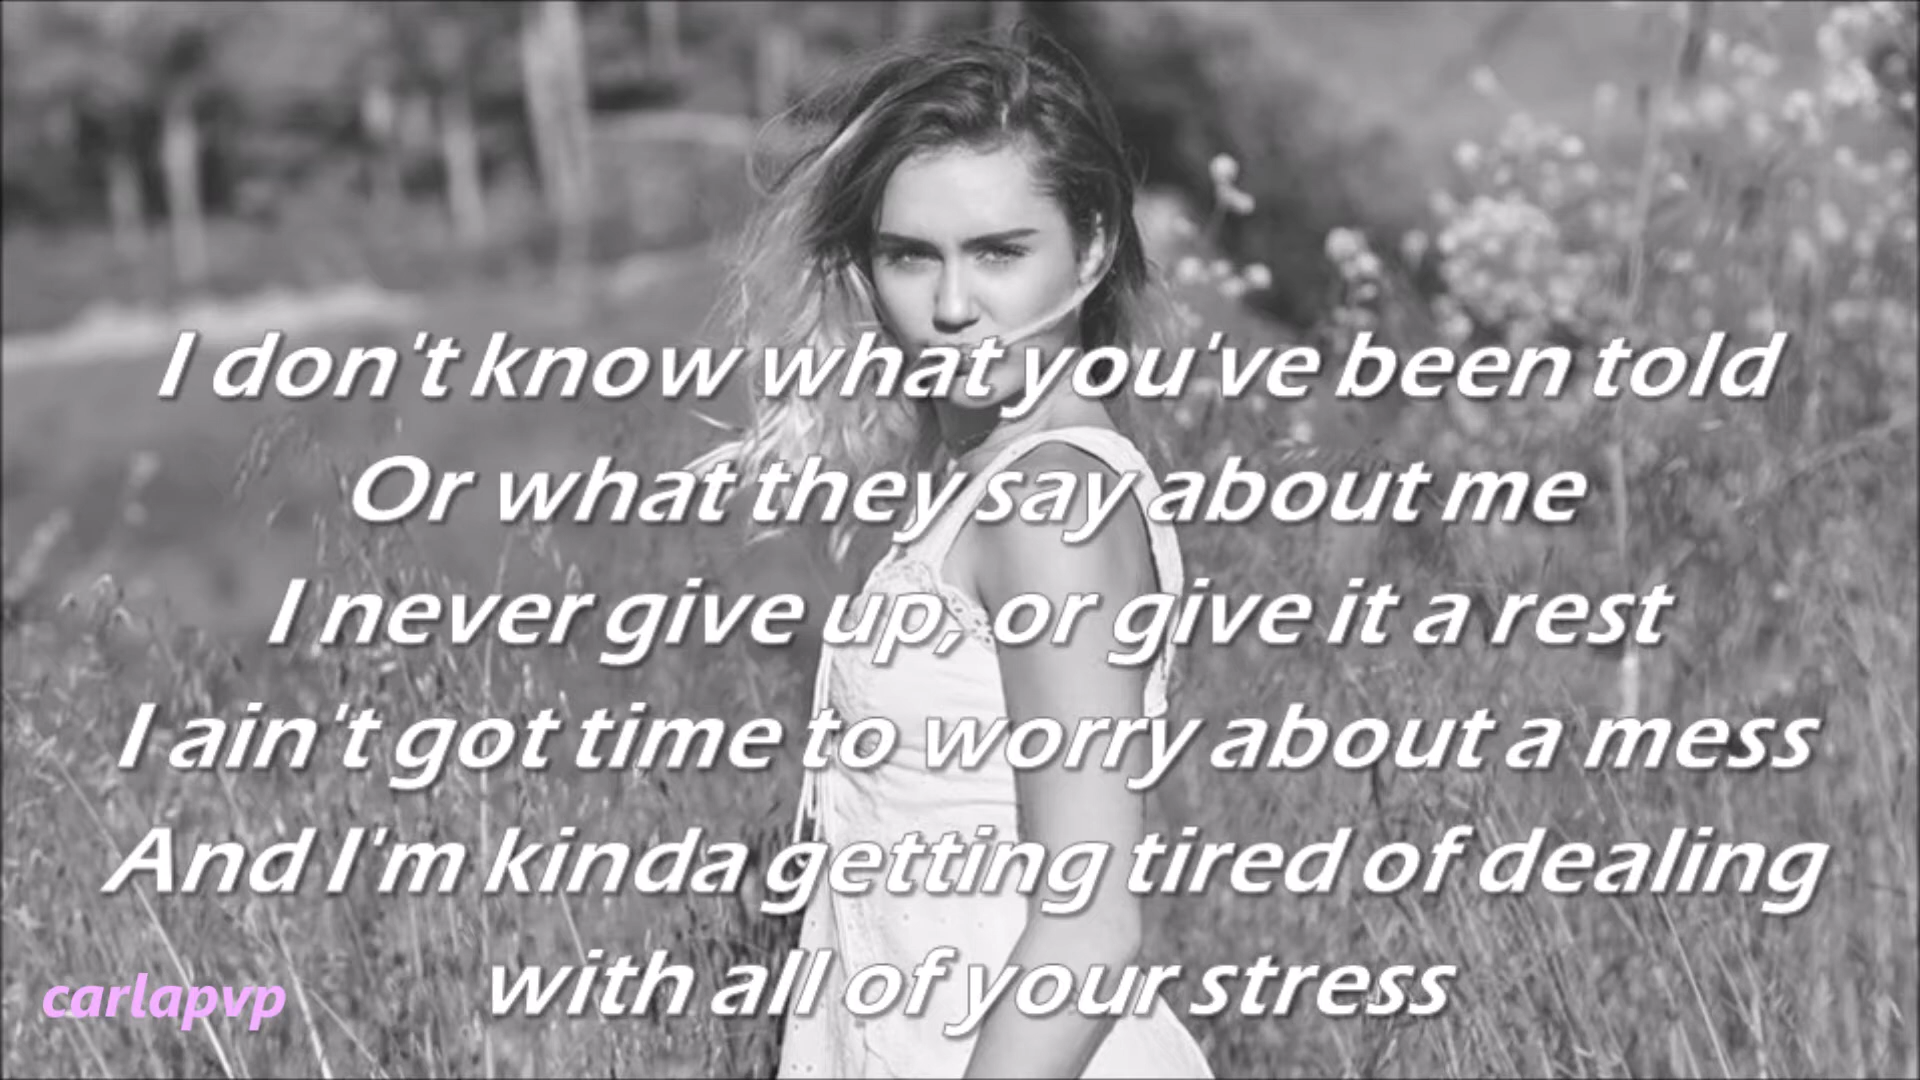 I don't know what you've been told
Or what they say about me
I never give up, or give it a rest
I ain't got time to worry about a mess
And I'm kinda getting tired of dealing
with all of your stress
carlapvp